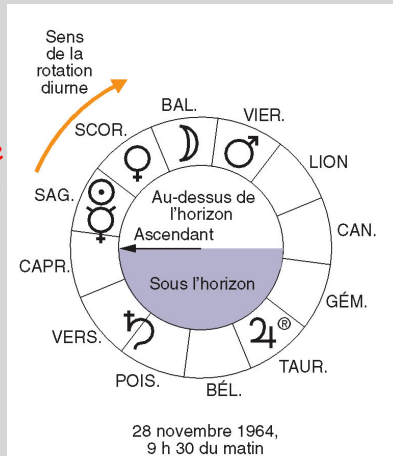 Sens
de la
rotation
diurne
BAL.
VIER.
SCOR.
LION
SAG.
Au-dessus de
l'horizon
Ascendant
CAN.
CAPR.
Sous l'horizon
GÉM.
VERS.
®
TAUR.
POIS.
BÉL.
28 novembre 1964,
9 h 30 du matin